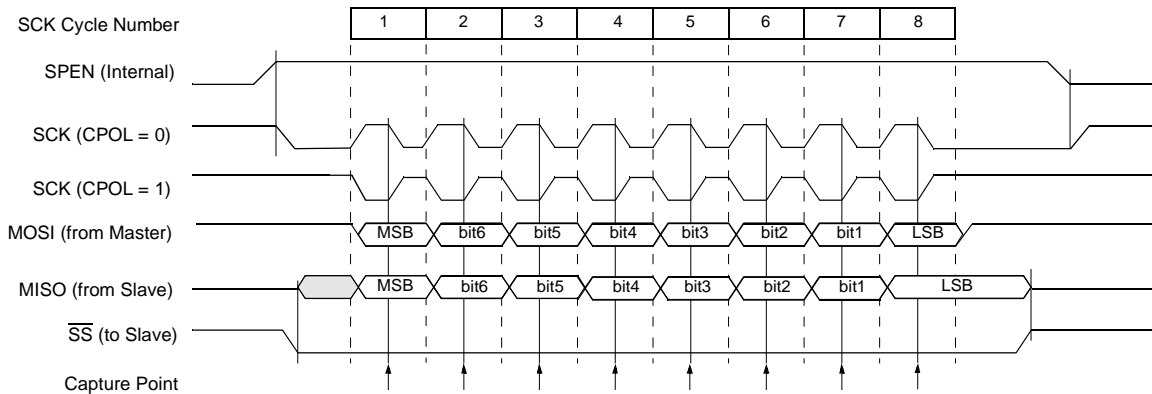 SCK Cycle Number 1 2 3 4 5 6 7 8
SPEN (Internal)
SCK (CPOL = 0)
SCK (CPOL = 1)
MOSI (from Master) MSB bit6 bit5 bit4 bit3 bit2 bit1 LSB
MISO (from Slave) MSB bit6 bit5 bit4 bit3 bit2 bit1 LSB
SS (to Slave)
Capture Point